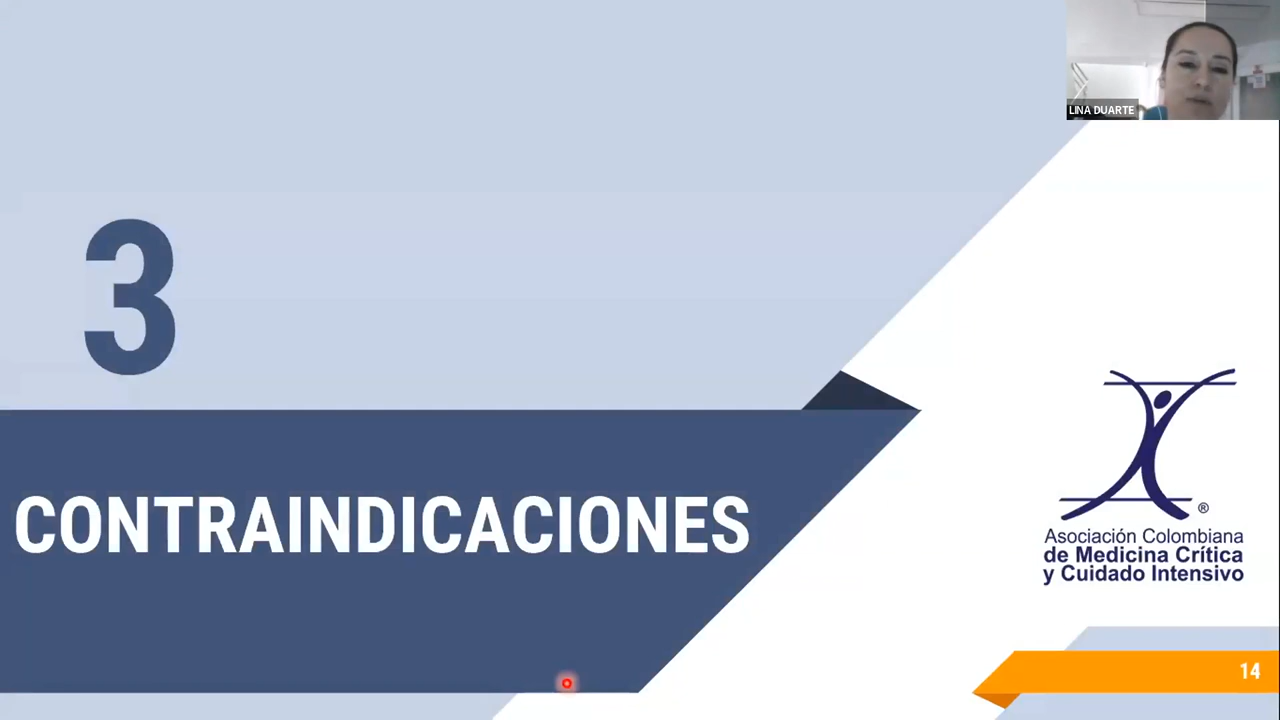 LINA DUARTE
3
CONTRAINDICACIONES
®
Asociación Colombiana
de Medicina Crítica
y Cuidado Intensivo
14